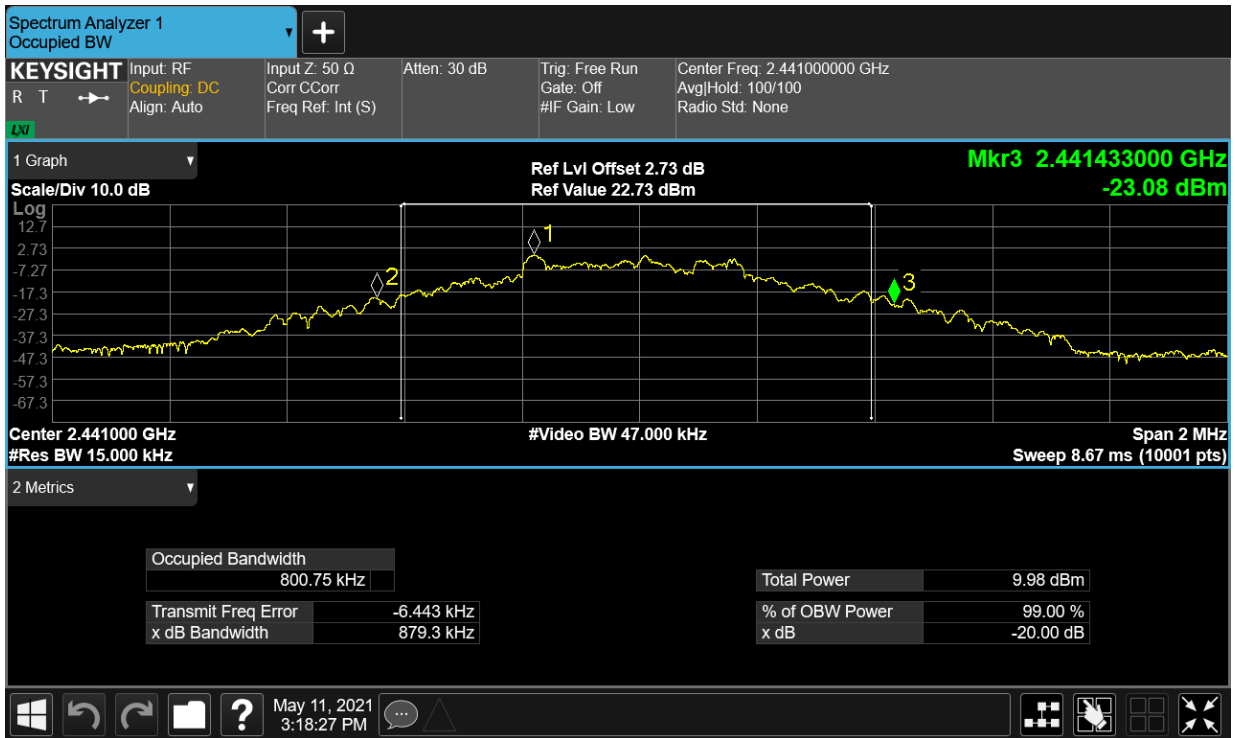 Spectrum Analyzer 1
Occupied BW
KEYSIGHT
R T
LXI
Input: RF
Coupling: DC
Align: Auto
Input Z: 50 Ω
Corr CCorr
Freq Ref: Int (S)
Atten: 30 dB
Trig: Free Run
Gate: Off
#IF Gain: Low
Center Freq: 2.441000000 GHz
Avg|Hold: 100/100
Radio Std: None
1 Graph
Scale/Div 10.0 dB
Ref Lvl Offset 2.73 dB
Ref Value 22.73 dBm
Mkr3 2.441433000 GHz
-23.08 dBm
Log
12.7
2.73
-7.27
-17.3
-27.3
-37.3
-47.3
-57.3
-67.3
1
2
3
Center 2.441000 GHz
#Res BW 15.000 kHz
#Video BW 47.000 kHz
Span 2 MHz
Sweep 8.67 ms (10001 pts)
2 Metrics
Occupied Bandwidth
800.75 kHz
Transmit Freq Error -6.443 kHz
x dB Bandwidth 879.3 kHz
Total Power 9.98 dBm
% of OBW Power 99.00 %
x dB -20.00 dB
?
May 11, 2021
3:18:27 PM